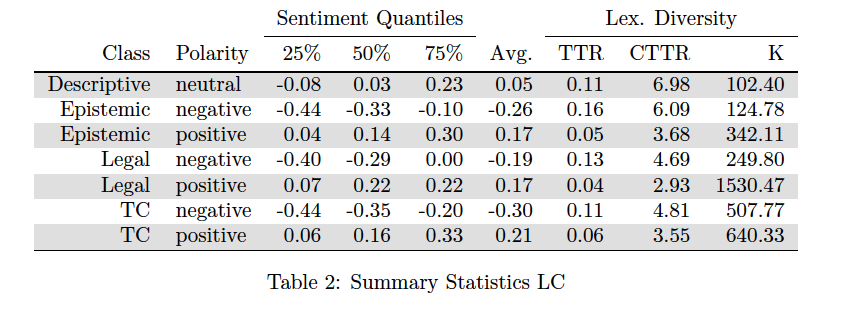 Sentiment Quantiles Lex. Diversity
Class Polarity 25% 50% 75% Avg. TTR CTTR K
Descriptive neutral -0.08 0.03 0.23 0.05 0.11 6.98 102.40
Epistemic negative -0.44 -0.33 -0.10 -0.26 0.16 6.09 124.78
Epistemic positive 0.04 0.14 0.30 0.17 0.05 3.68 342.11
Legal negative -0.40 -0.29 0.00 -0.19 0.13 4.69 249.80
Legal positive 0.07 0.22 0.22 0.17 0.04 2.93 1530.47
TC negative -0.44 -0.35 -0.20 -0.30 0.11 4.81 507.77
TC positive 0.06 0.16 0.33 0.21 0.06 3.55 640.33
Table 2: Summary Statistics LC